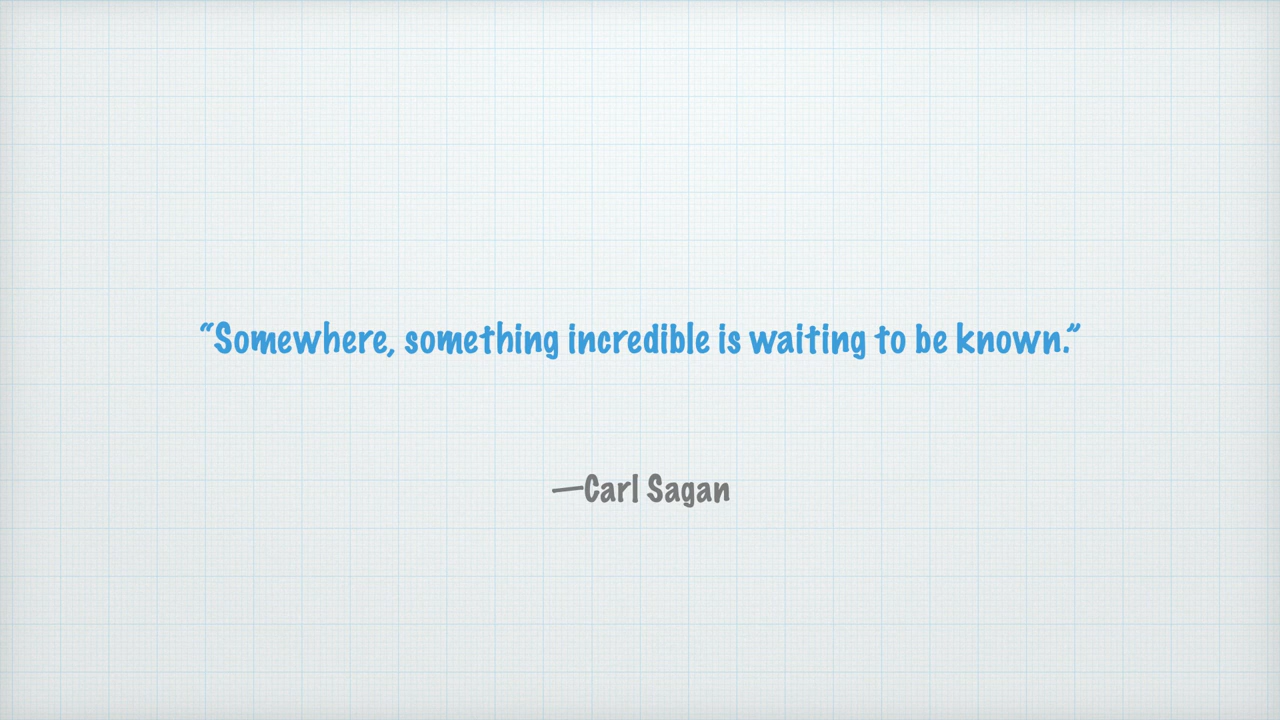 “Somewhere, something incredible is waiting to be known.”
—Carl Sagan